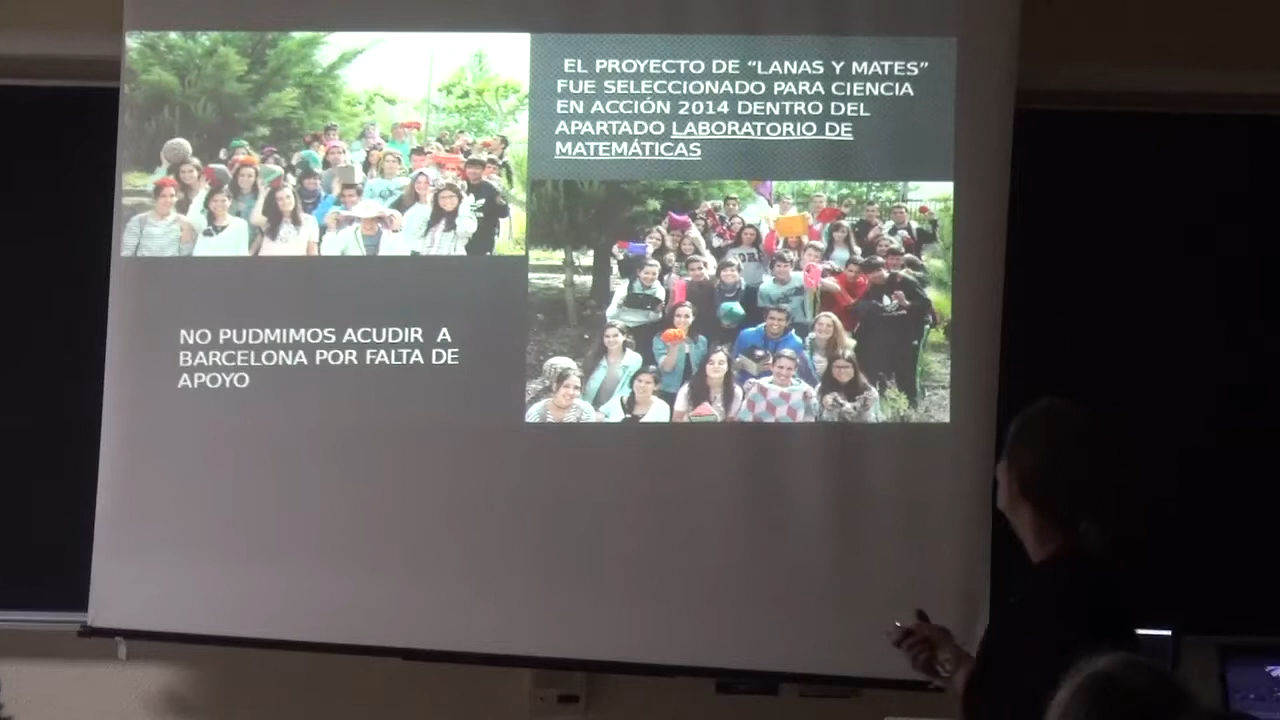 EL PROYECTO DE “LANAS Y MATES”
FUE SELECCIONADO PARA CIENCIA
EN ACCIÓN 2014 DENTRO DEL
APARTADO LABORATORIO DE
MATEMÁTICAS
NO PUDMIMOS ACUDIR A
BARCELONA POR FALTA DE
APOYO